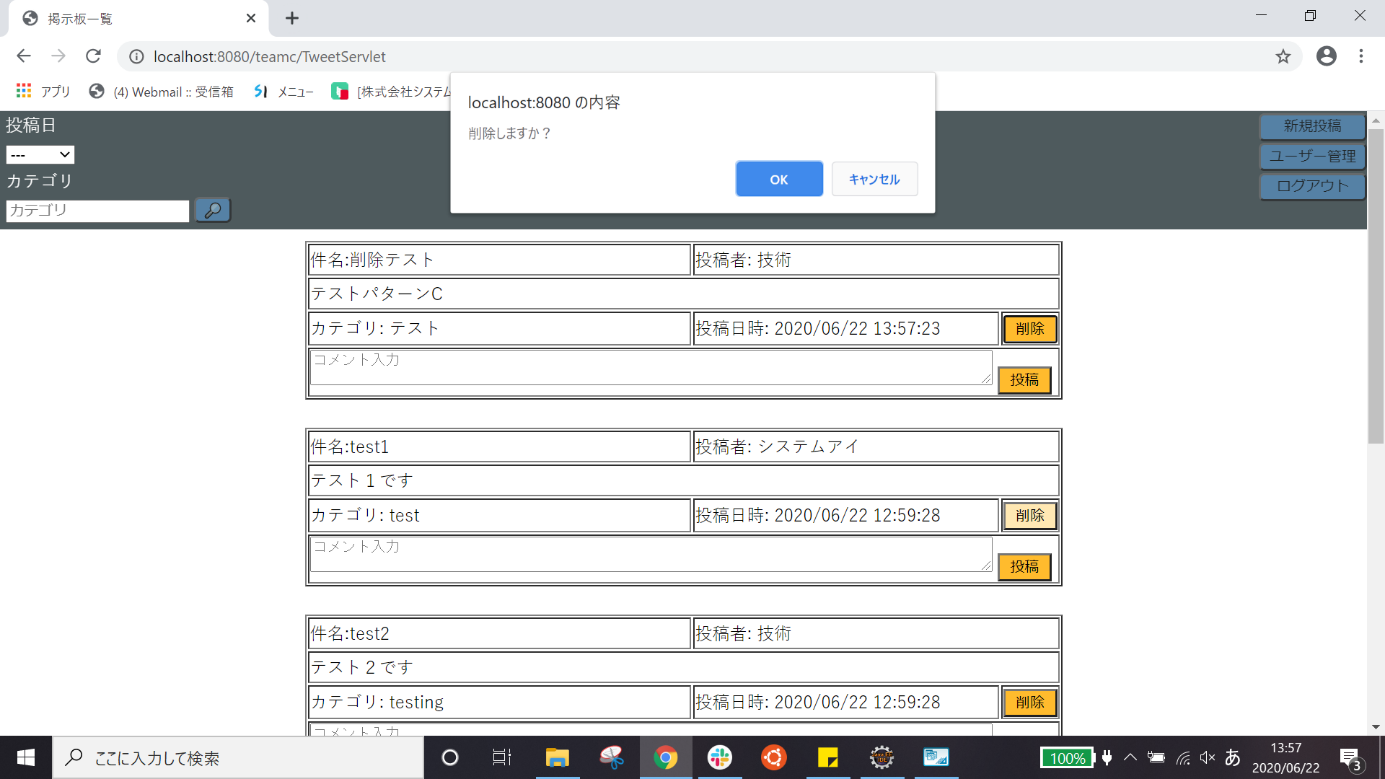 掲示板一覧
localhost:8080/teamc/TweetServlet
アプリ (4) Webmail :: 受信箱 メニュー [株式会社システム
localhost:8080 の内容
削除しますか？
OK キャンセル
投稿日
---
カテゴリ
カテゴリ
新規投稿
ユーザー管理
ログアウト
件名:削除テスト 投稿者: 技術
テストパターンC
カテゴリ: テスト 投稿日時: 2020/06/22 13:57:23 削除
コメント入力 投稿
件名:test1 投稿者: システムアイ
テスト１です
カテゴリ: test 投稿日時: 2020/06/22 12:59:28 削除
コメント入力 投稿
件名:test2 投稿者: 技術
テスト２です
カテゴリ: testing 投稿日時: 2020/06/22 12:59:28 削除
コメント入力
ここに入力して検索
100% あ 13:57
2020/06/22
3